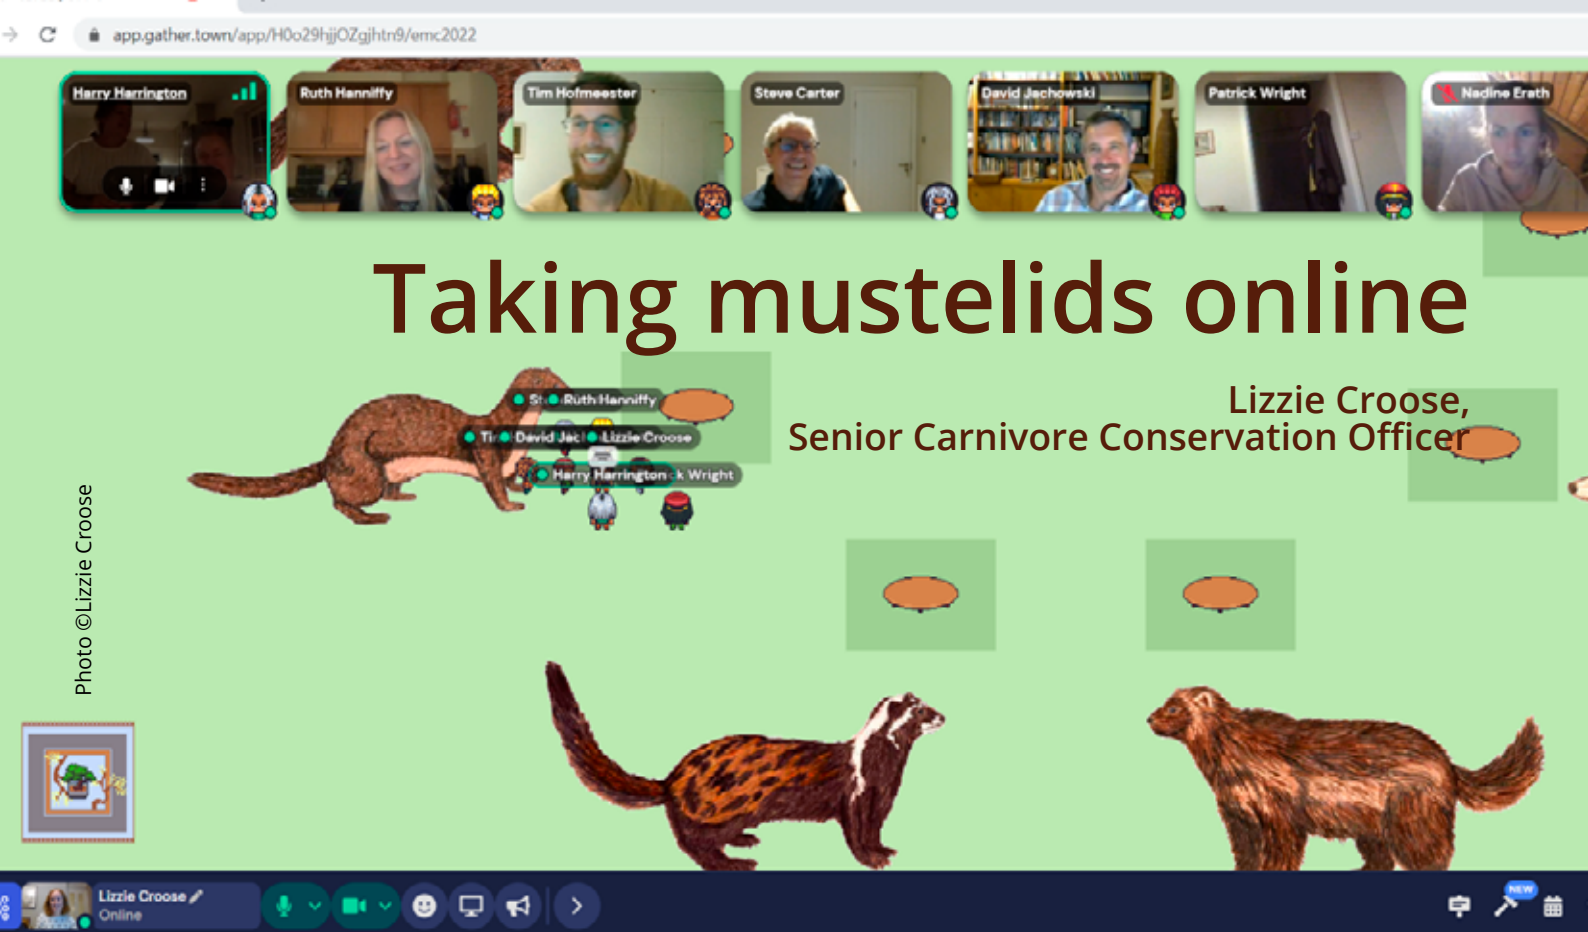 app.gather.town/app/H0o29hjjOZgjhtn9/emc2022
Harry Harrington
Ruth Hanniffy
Tim Hofmeester
Steve Carter
David Jachowski
Patrick Wright
Nadine Erath
Taking mustelids online
Lizzie Croose,
Senior Carnivore Conservation Officer
Ruth Hanniffy
David Jac
Lizzie Croose
Harry Harrington
k Wright
Photo ©Lizzie Croose
Lizzie Croose
Online
NEW